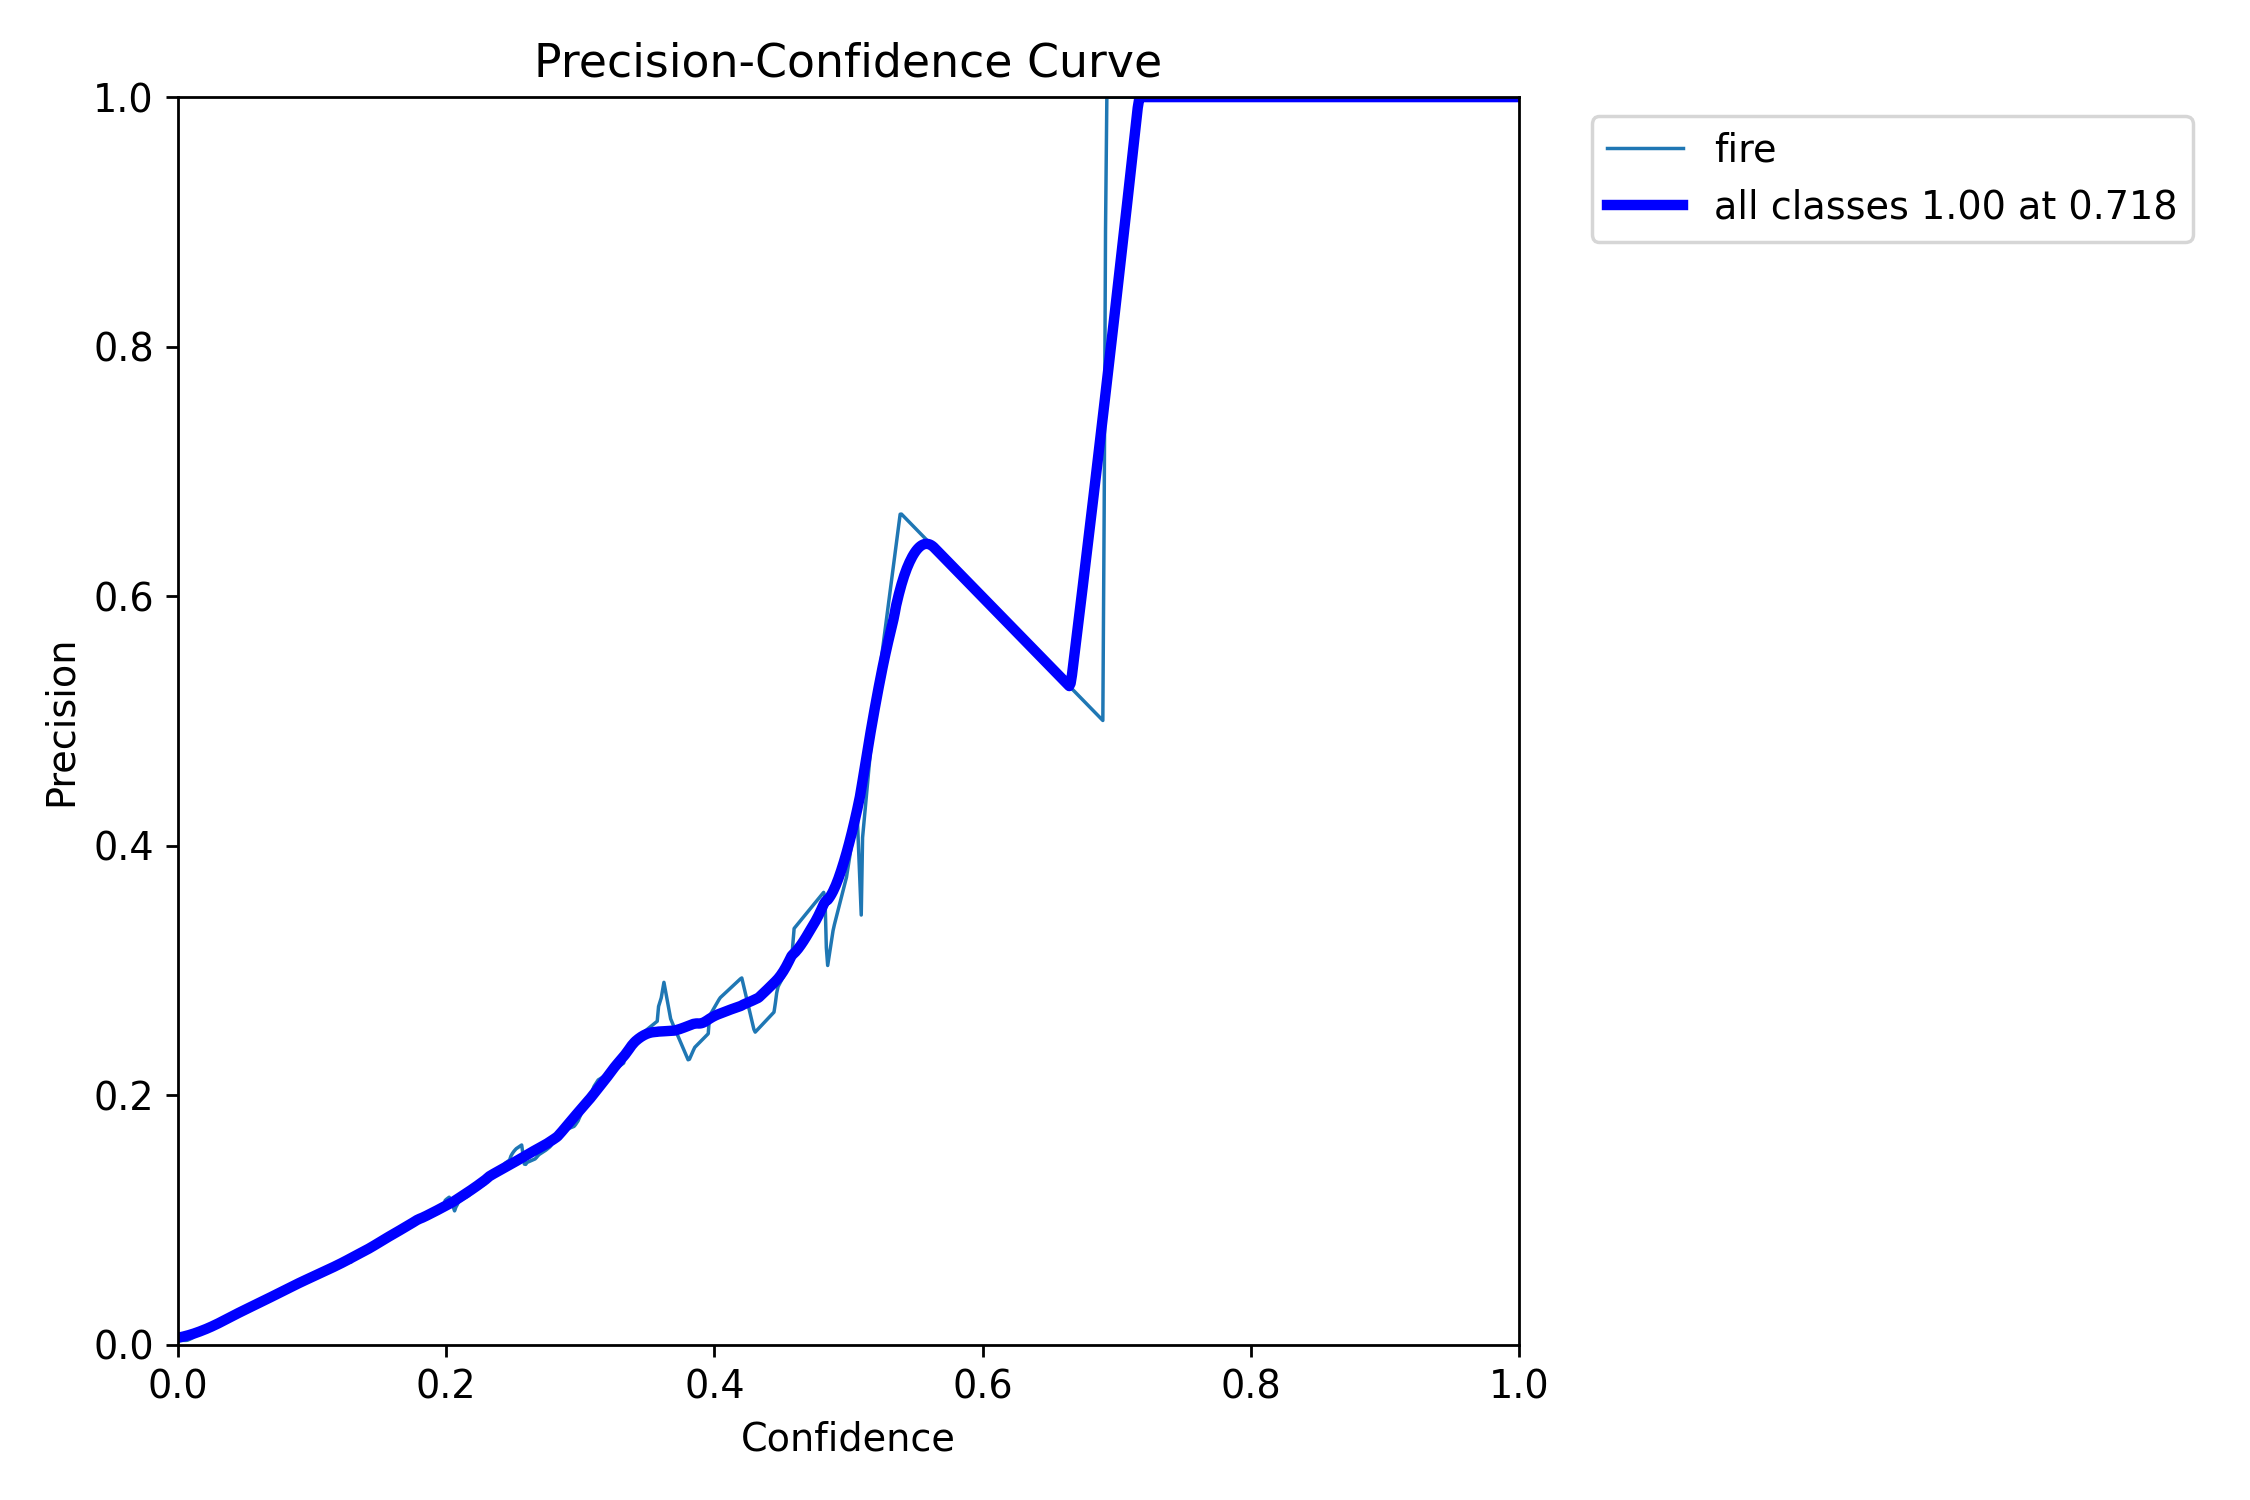 Precision-Confidence Curve
1.0
0.8
0.6
0.4
0.2
0.0
Precision
0.0 0.2 0.4 0.6 0.8 1.0
Confidence
fire
all classes 1.00 at 0.718